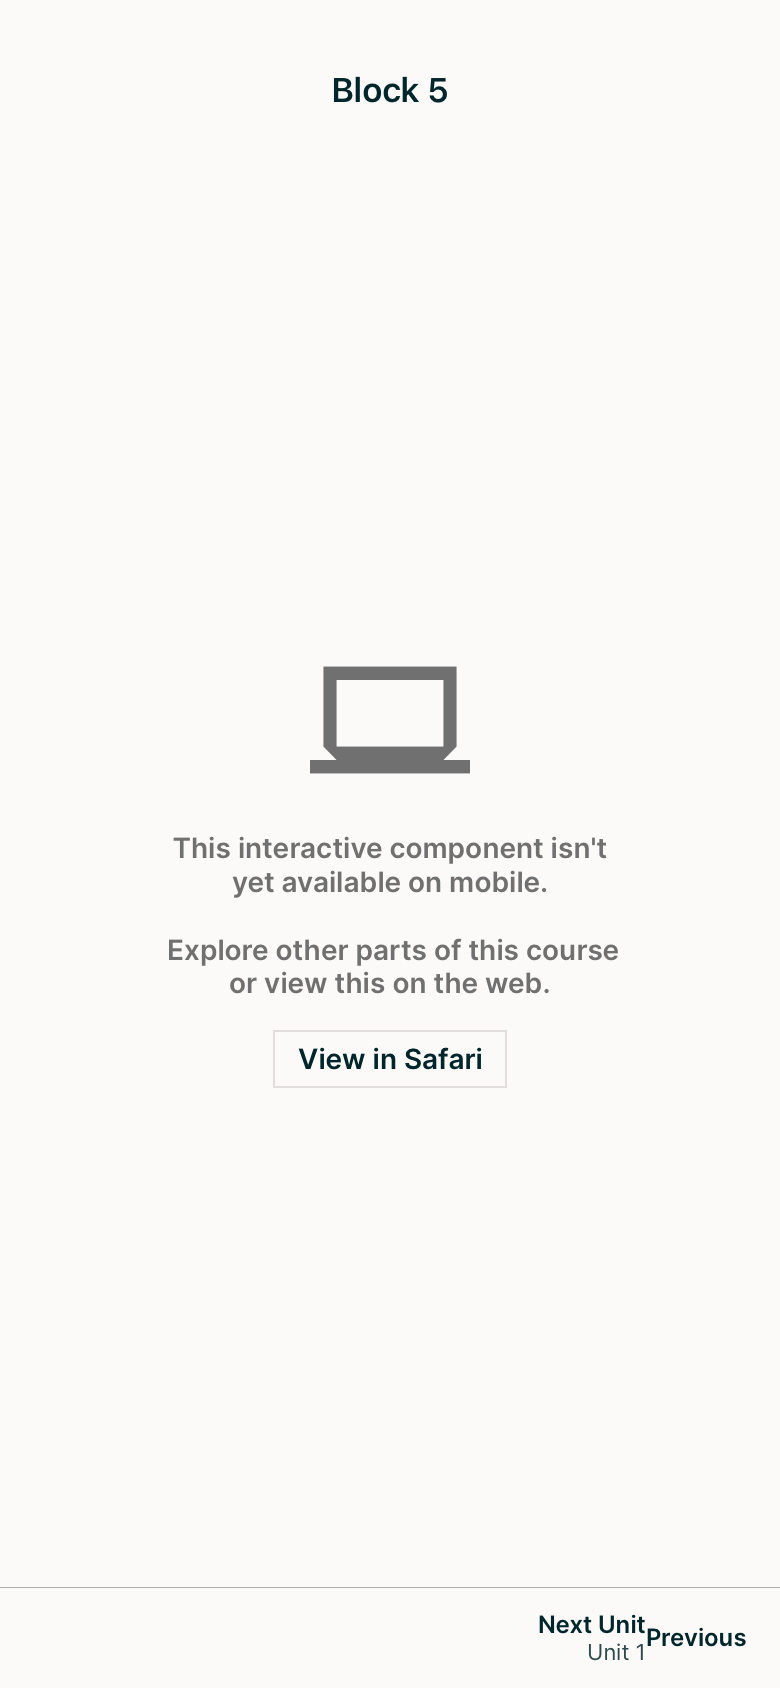 Block 5
This interactive component isn't
yet available on mobile.
Explore other parts of this course
or view this on the web.
View in Safari
Next Unit
Unit 1
Previous